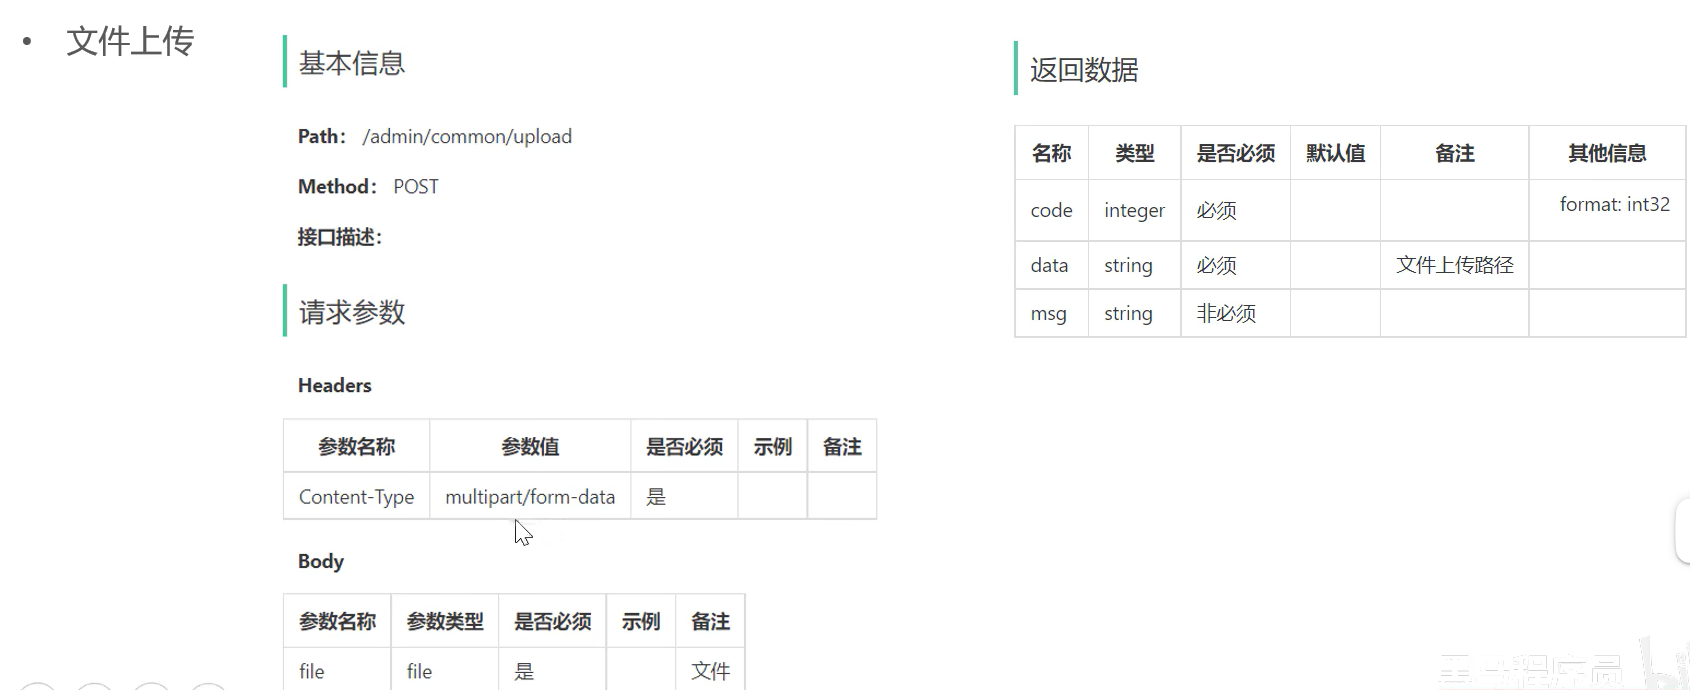 • 文件上传
基本信息
Path： /admin/common/upload
Method： POST
接口描述：
请求参数
Headers
参数名称 参数值 是否必须 示例 备注
Content-Type multipart/form-data 是
Body
参数名称 参数类型 是否必须 示例 备注
file file 是 文件
返回数据
名称 类型 是否必须 默认值 备注 其他信息
code integer 必须 format: int32
data string 必须 文件上传路径
msg string 非必须
黑马程序员